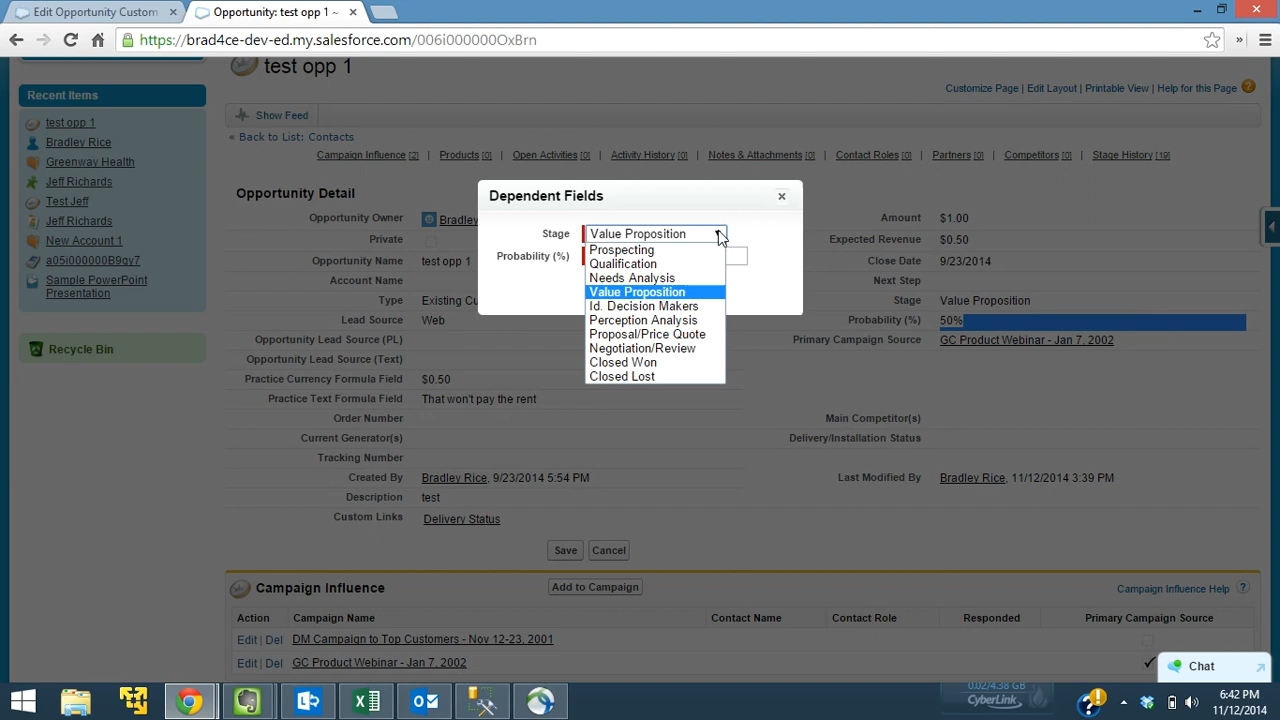 Edit Opportunity Custom
Opportunity: test opp 1 ~
https://brad4ce-dev-ed.my.salesforce.com/006i000000OxBrn
test opp 1
Customize Page | Edit Layout | Printable View | Help for this Page
Recent Items
test opp 1
Bradley Rice
Greenway Health
Jeff Richards
Test Jeff
Jeff Richards
New Account 1
a05i000000B9qv7
Sample PowerPoint
Presentation
Recycle Bin
Show Feed
« Back to List: Contacts
Campaign Influence [2] | Products [0] | Open Activities [0] | Activity History [0] | Notes & Attachments [0] | Contact Roles [0] | Partners [0] | Competitors [0] | Stage History [19]
Opportunity Detail
Opportunity Owner Bradley
Amount $1.00
Private
Expected Revenue $0.50
Opportunity Name test opp 1
Close Date 9/23/2014
Account Name
Next Step
Type Existing Cu
Stage Value Proposition
Lead Source Web
Probability (%) 50%
Opportunity Lead Source (PL)
Primary Campaign Source GC Product Webinar - Jan 7, 2002
Opportunity Lead Source (Text)
Practice Currency Formula Field $0.50
Practice Text Formula Field That won't pay the rent
Order Number
Main Competitor(s)
Current Generator(s)
Delivery/Installation Status
Tracking Number
Created By Bradley Rice, 9/23/2014 5:54 PM
Last Modified By Bradley Rice, 11/12/2014 3:39 PM
Description test
Custom Links Delivery Status
Dependent Fields
Stage Value Proposition
Probability (%)
Prospecting
Qualification
Needs Analysis
Value Proposition
Id. Decision Makers
Perception Analysis
Proposal/Price Quote
Negotiation/Review
Closed Won
Closed Lost
Save Cancel
Campaign Influence
Add to Campaign
Campaign Influence Help
Action Campaign Name Contact Name Contact Role Responded Primary Campaign Source
Edit | Del DM Campaign to Top Customers - Nov 12-23, 2001
Edit | Del GC Product Webinar - Jan 7, 2002
Chat
0.02/4.38 GB
CyberLink
6:42 PM
11/12/2014